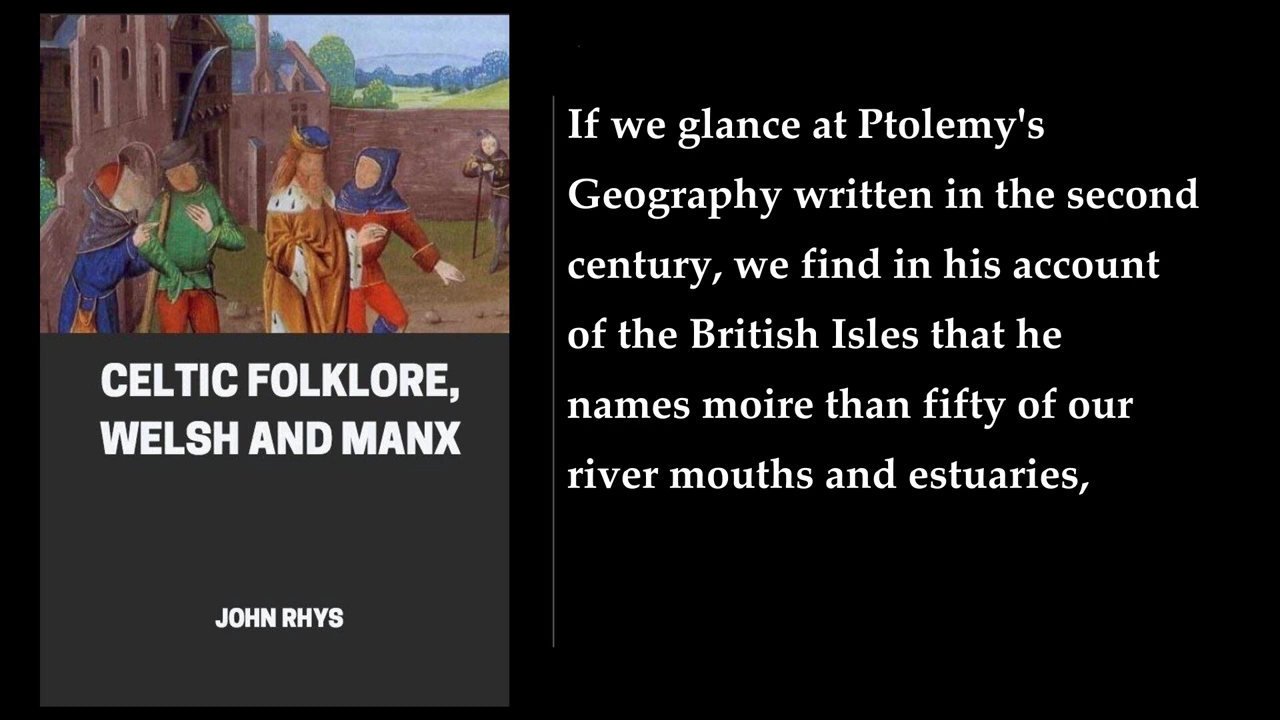 CELTIC FOLKLORE,
WELSH AND MANX
JOHN RHYS
If we glance at Ptolemy's
Geography written in the second
century, we find in his account
of the British Isles that he
names moire than fifty of our
river mouths and estuaries,